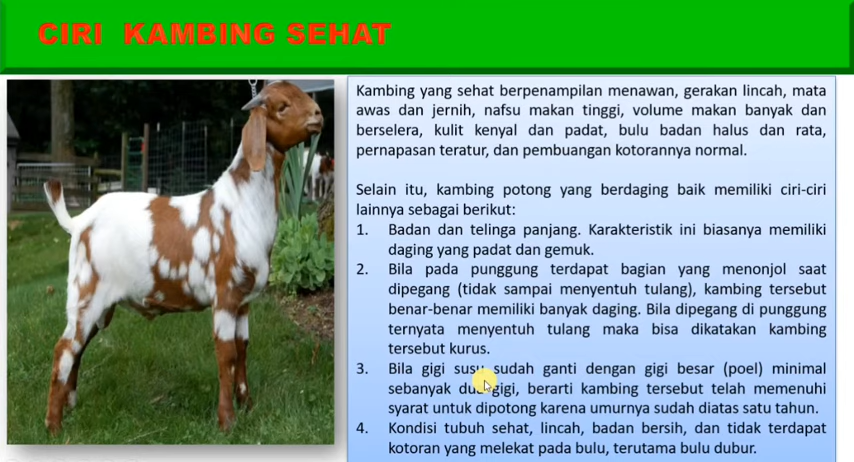 CIRI KAMBING SEHAT
Kambing yang sehat berpenampilan menawan, gerakan lincah, mata
awas dan jernih, nafsu makan tinggi, volume makan banyak dan
berselera, kulit kenyal dan padat, bulu badan halus dan rata,
pernapasan teratur, dan pembuangan kotorannya normal.
Selain itu, kambing potong yang berdaging baik memiliki ciri-ciri
lainnya sebagai berikut:
1. Badan dan telinga panjang. Karakteristik ini biasanya memiliki
daging yang padat dan gemuk.
2. Bila pada punggung terdapat bagian yang menonjol saat
dipegang (tidak sampai menyentuh tulang), kambing tersebut
benar-benar memiliki banyak daging. Bila dipegang di punggung
ternyata menyentuh tulang maka bisa dikatakan kambing
tersebut kurus.
3. Bila gigi susu sudah ganti dengan gigi besar (poel) minimal
sebanyak dua gigi, berarti kambing tersebut telah memenuhi
syarat untuk dipotong karena umurnya sudah diatas satu tahun.
4. Kondisi tubuh sehat, lincah, badan bersih, dan tidak terdapat
kotoran yang melekat pada bulu, terutama bulu dubur.